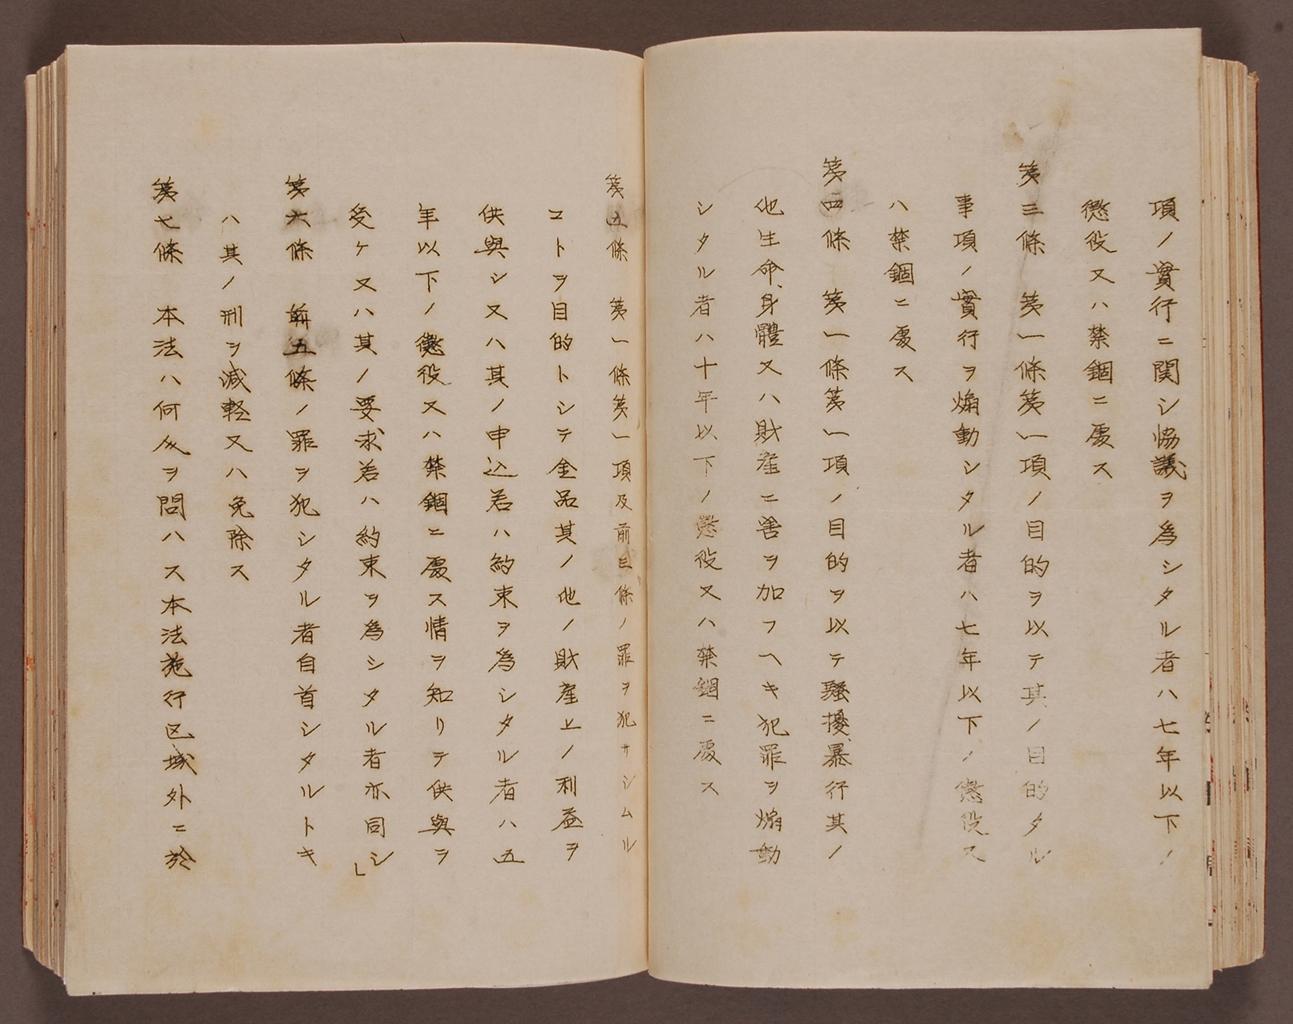 項ノ實行ニ関シ協議ヲ為シタル者ハ七年以下ノ
懲役又ハ禁錮ニ處ス
第三條　第一條第一項ノ目的ヲ以テ其ノ目的タル
事項ノ實行ヲ煽動シタル者ハ七年以下ノ懲役又
ハ禁錮ニ處ス
第四條　第一條第一項ノ目的ヲ以テ騒擾、暴行其ノ
他生命、身體又ハ財産ニ害ヲ加フヘキ犯罪ヲ煽動
シタル者ハ十年以下ノ懲役又ハ禁錮ニ處ス
第五條　第一條第一項及前三條ノ罪ヲ犯サシムル
コトヲ目的トシテ金品其ノ他ノ財産上ノ利益ヲ
供與シ又ハ其ノ申込若ハ約束ヲ為シタル者ハ五
年以下ノ懲役又ハ禁錮ニ處ス情ヲ知リテ供與ヲ
受ケ又ハ其ノ要求若ハ約束ヲ為シタル者亦同シ」
第六條　前五條ノ罪ヲ犯シタル者自首シタルトキ
ハ其ノ刑ヲ減軽又ハ免除ス
第七條　本法ハ何人ヲ問ハス本法施行区域外ニ於